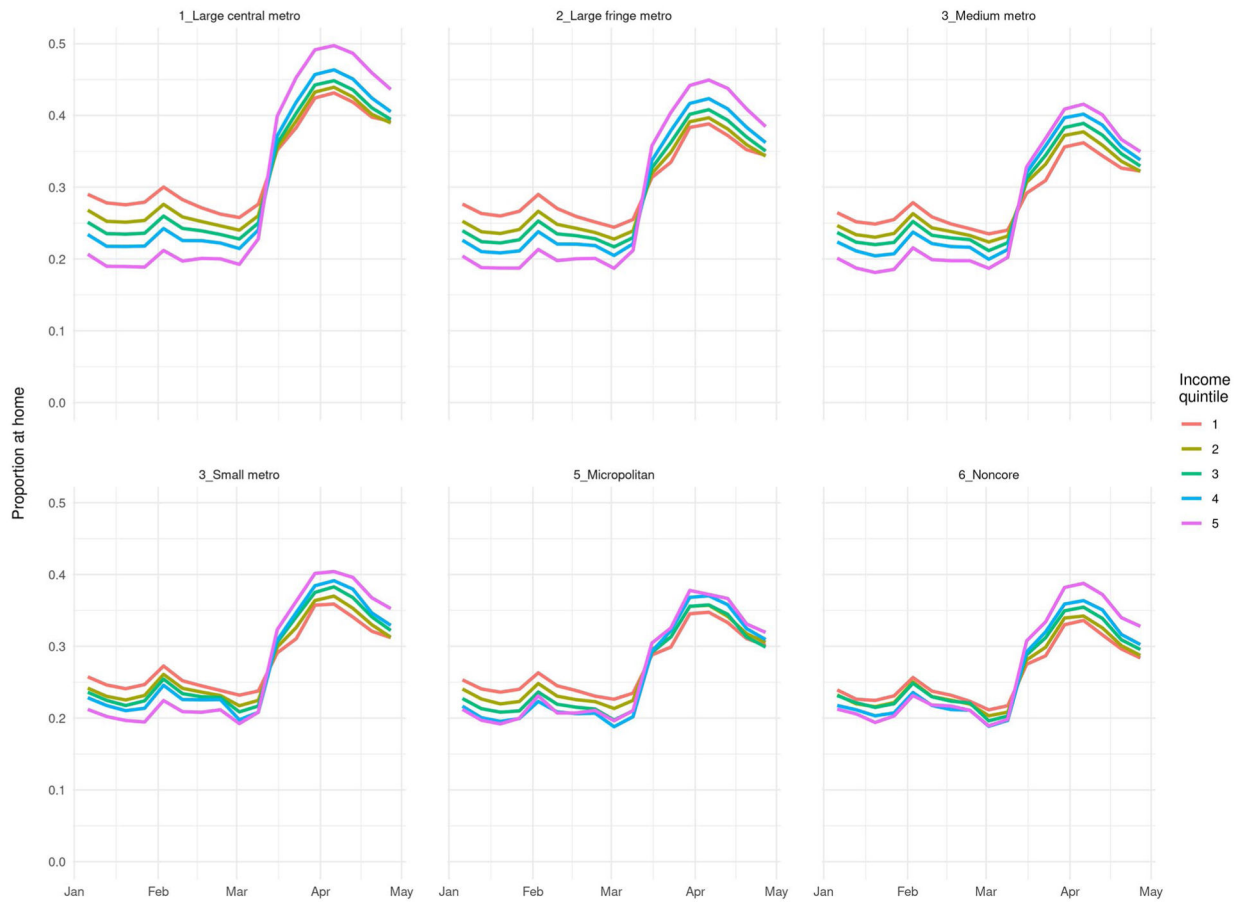 1_Large central metro
2_Large fringe metro
3_Medium metro
0.5
0.4
0.3
0.2
0.1
0.0
Proportion at home
Income
quintile
1
2
3
4
5
3_Small metro
5_Micropolitan
6_Noncore
0.5
0.4
0.3
0.2
0.1
0.0
Jan Feb Mar Apr May
Jan Feb Mar Apr May
Jan Feb Mar Apr May